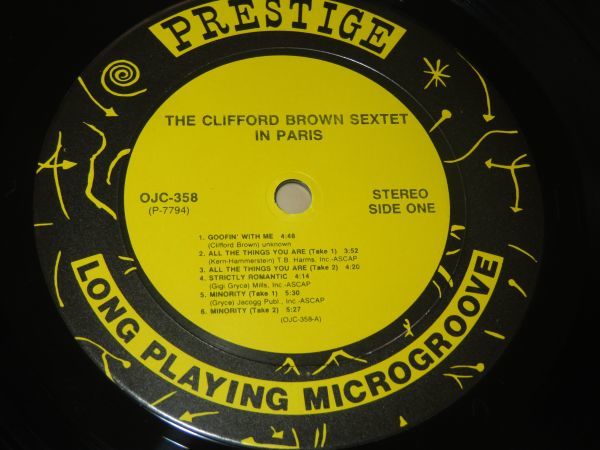 PRESTIGE
THE CLIFFORD BROWN SEXTET
IN PARIS
OJC-358
(P-7794)
STEREO
SIDE ONE
1. GOOFIN' WITH ME 4:48
(Clifford Brown) unknown
2. ALL THE THINGS YOU ARE (Take 1) 3:52
(Kern-Hammerstein) T.B. Harms, Inc.-ASCAP
3. ALL THE THINGS YOU ARE (Take 2) 4:20
4. STRICTLY ROMANTIC 4:14
(Gigi Gryce) Mills, Inc-ASCAP
5. MINORITY (Take 1) 5:30
(Gryce) Jacogg Publ., Inc-ASCAP
6. MINORITY (Take 2) 5:27
(OJC-358-A)
LONG PLAYING MICROGROOVE